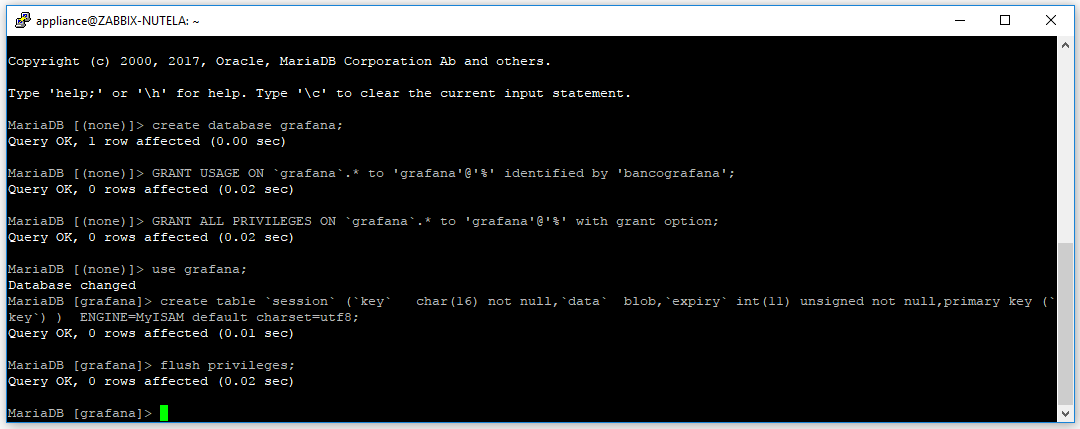 appliance@ZABBIX-NUTELA: ~
Copyright (c) 2000, 2017, Oracle, MariaDB Corporation Ab and others.
Type 'help;' or '\h' for help. Type '\c' to clear the current input statement.
MariaDB [(none)]> create database grafana;
Query OK, 1 row affected (0.00 sec)
MariaDB [(none)]> GRANT USAGE ON `grafana`.* to 'grafana'@'%' identified by 'bancografana';
Query OK, 0 rows affected (0.02 sec)
MariaDB [(none)]> GRANT ALL PRIVILEGES ON `grafana`.* to 'grafana'@'%' with grant option;
Query OK, 0 rows affected (0.02 sec)
MariaDB [(none)]> use grafana;
Database changed
MariaDB [grafana]> create table `session` (`key`   char(16) not null,`data`  blob,`expiry` int(11) unsigned not null,primary key (`
key`) )  ENGINE=MyISAM default charset=utf8;
Query OK, 0 rows affected (0.01 sec)
MariaDB [grafana]> flush privileges;
Query OK, 0 rows affected (0.02 sec)
MariaDB [grafana]>